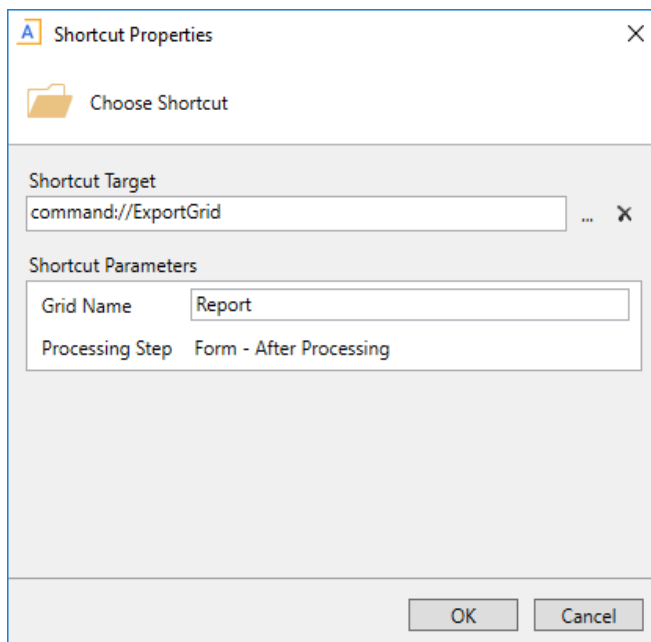 A Shortcut Properties
Choose Shortcut
Shortcut Target
command://ExportGrid
...
Shortcut Parameters
Grid Name Report
Processing Step Form - After Processing
OK Cancel